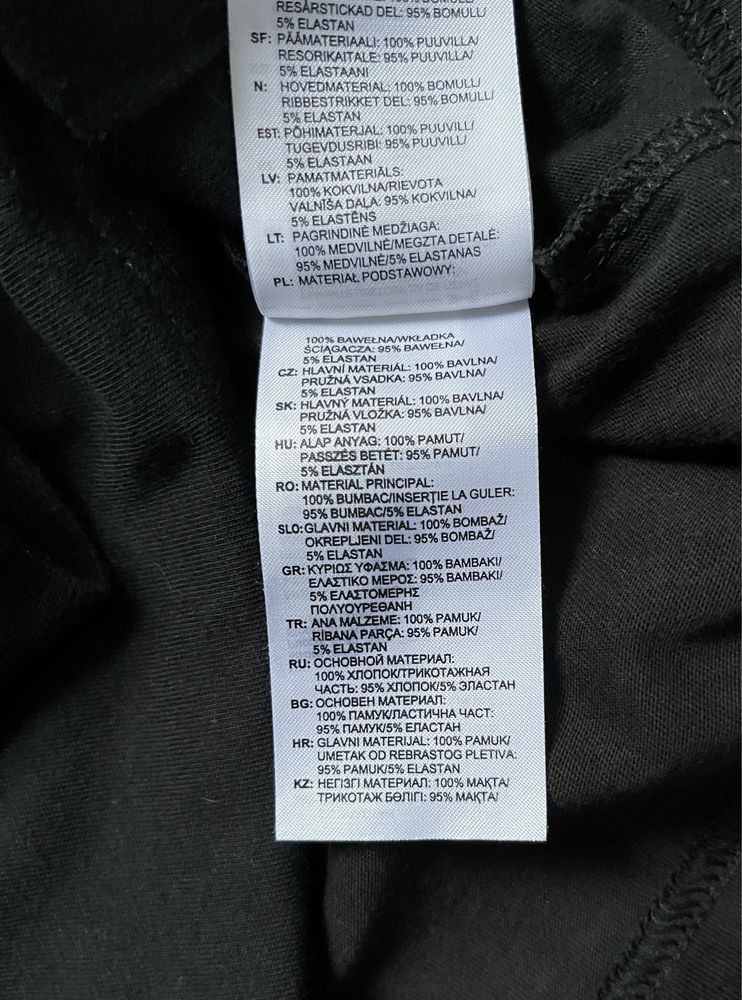 RESÅRSTICKAD DEL: 95% BOMULL/
5% ELASTAN
SF: PÄÄMATERIAALI: 100% PUUVILLA/
RESORIKAITALE: 95% PUUVILLA/
5% ELASTAANI
N: HOVEDMATERIAL: 100% BOMULL/
RIBBESTRIKKET DEL: 95% BOMULL/
5% ELASTAN
EST: PÕHIMATERJAL: 100% PUUVILL/
TUGEVDUSRIBI: 95% PUUVILL/
5% ELASTAAN
LV: PAMATMATERIĀLS:
100% KOKVILNA/RIEVOTA
VALNĪŠA DAĻA: 95% KOKVILNA/
5% ELASTĒNS
LT: PAGRINDINĖ MEDŽIAGA:
100% MEDVILNĖ/MEGZTA DETALĖ:
95% MEDVILNĖ/5% ELASTANAS
PL: MATERIAŁ PODSTAWOWY:
100% BAWEŁNA/WKŁADKA
ŚCIĄGACZA: 95% BAWEŁNA/
5% ELASTAN
CZ: HLAVNÍ MATERIÁL: 100% BAVLNA/
PRUŽNÁ VSADKA: 95% BAVLNA/
5% ELASTAN
SK: HLAVNÝ MATERIÁL: 100% BAVLNA/
PRUŽNÁ VLOŽKA: 95% BAVLNA/
5% ELASTAN
HU: ALAP ANYAG: 100% PAMUT/
PASSZÉS BETÉT: 95% PAMUT/
5% ELASZTÁN
RO: MATERIAL PRINCIPAL:
100% BUMBAC/INSERȚIE LA GULER:
95% BUMBAC/5% ELASTAN
SLO: GLAVNI MATERIAL: 100% BOMBAŽ/
OKREPLJENI DEL: 95% BOMBAŽ/
5% ELASTAN
GR: ΚΥΡΙΩΣ ΥΦΑΣΜΑ: 100% ΒΑΜΒΑΚΙ/
ΕΛΑΣΤΙΚΟ ΜΕΡΟΣ: 95% ΒΑΜΒΑΚΙ/
5% ΕΛΑΣΤΟΜΕΡΗΣ
ΠΟΛΥΟΥΡΕΘΑΝΗ
TR: ANA MALZEME: 100% PAMUK/
RİBANA PARÇA: 95% PAMUK/
5% ELASTAN
RU: ОСНОВНОЙ МАТЕРИАЛ:
100% ХЛОПОК/ТРИКОТАЖНАЯ
ЧАСТЬ: 95% ХЛОПОК/5% ЭЛАСТАН
BG: ОСНОВЕН МАТЕРИАЛ:
100% ПАМУК/ЛАСТИЧНА ЧАСТ:
95% ПАМУК/5% ЕЛАСТАН
HR: GLAVNI MATERIJAL: 100% PAMUK/
UMETAK OD REBRASTOG PLETIVA:
95% PAMUK/5% ELASTAN
KZ: НЕГІЗГІ МАТЕРИАЛ: 100% МАҚТА/
ТРИКОТАЖ БӨЛІГІ: 95% МАҚТА/